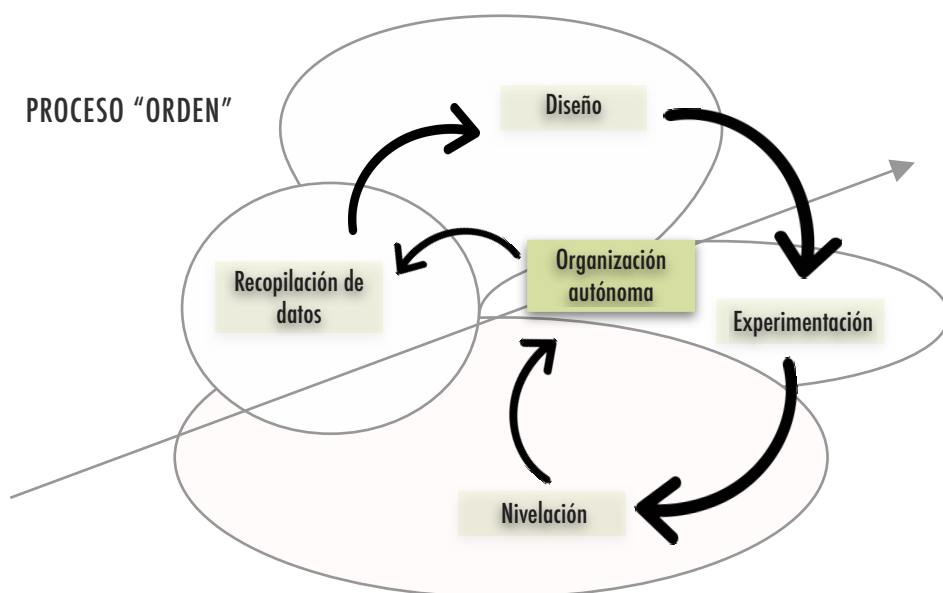 PROCESO “ORDEN”
Diseño
Organización
autónoma
Recopilación de
datos
Experimentación
Nivelación